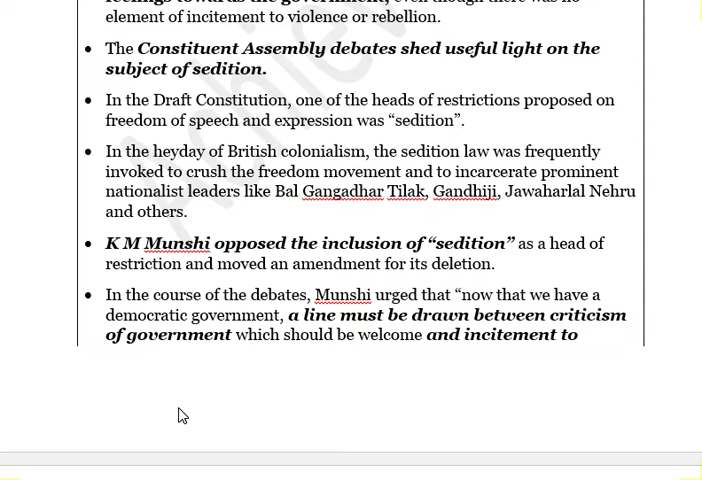 feelings towards the government, even though there was no
element of incitement to violence or rebellion.
• The Constituent Assembly debates shed useful light on the
subject of sedition.
• In the Draft Constitution, one of the heads of restrictions proposed on
freedom of speech and expression was “sedition”.
• In the heyday of British colonialism, the sedition law was frequently
invoked to crush the freedom movement and to incarcerate prominent
nationalist leaders like Bal Gangadhar Tilak, Gandhiji, Jawaharlal Nehru
and others.
• K M Munshi opposed the inclusion of “sedition” as a head of
restriction and moved an amendment for its deletion.
• In the course of the debates, Munshi urged that “now that we have a
democratic government, a line must be drawn between criticism
of government which should be welcome and incitement to